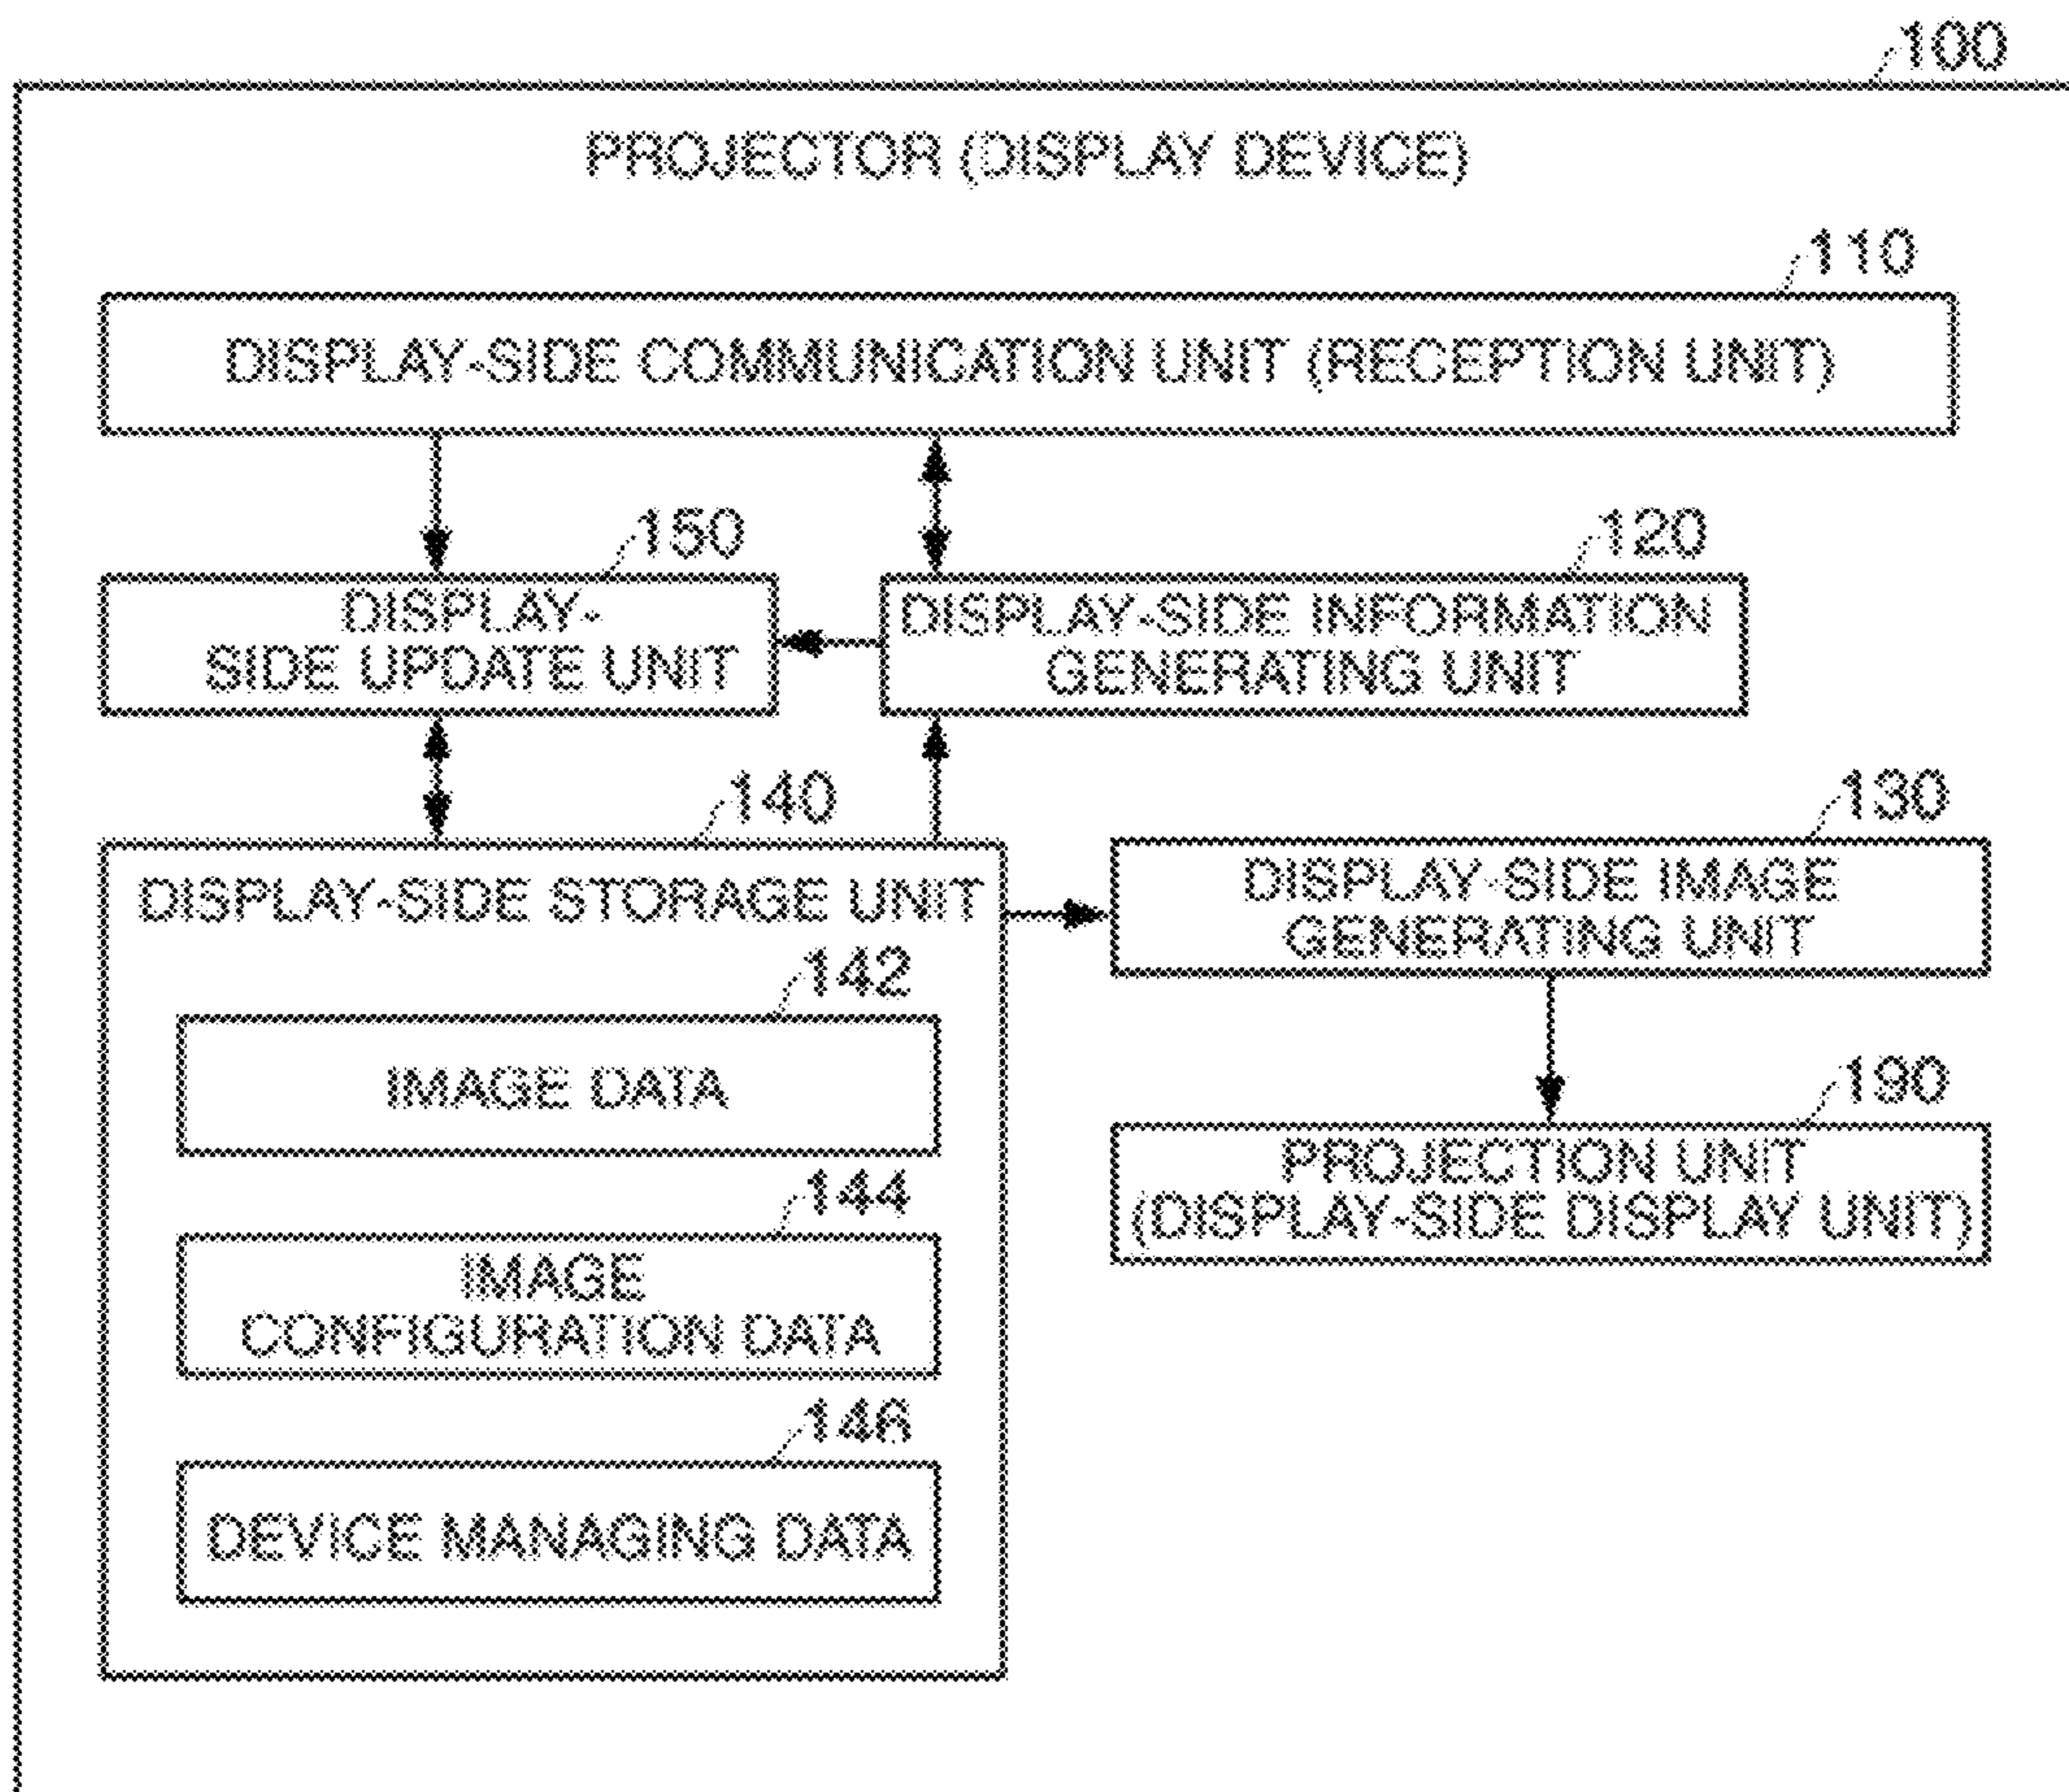 100
PROJECTOR (DISPLAY DEVICE)
110
DISPLAY-SIDE COMMUNICATION UNIT (RECEPTION UNIT)
150
DISPLAY-
SIDE UPDATE UNIT
120
DISPLAY-SIDE INFORMATION
GENERATING UNIT
140
DISPLAY-SIDE STORAGE UNIT
130
DISPLAY-SIDE IMAGE
GENERATING UNIT
142
IMAGE DATA
190
PROJECTION UNIT
(DISPLAY-SIDE DISPLAY UNIT)
144
IMAGE
CONFIGURATION DATA
146
DEVICE MANAGING DATA